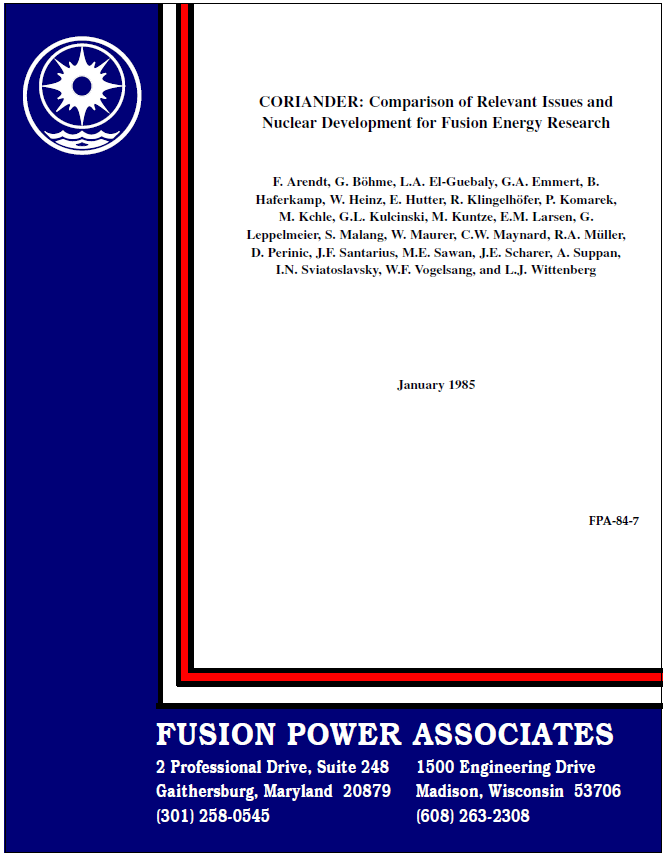 CORIANDER: Comparison of Relevant Issues and
Nuclear Development for Fusion Energy Research
F. Arendt, G. Böhme, L.A. El-Guebaly, G.A. Emmert, B.
Haferkamp, W. Heinz, E. Hutter, R. Klingelhöfer, P. Komarek,
M. Kchle, G.L. Kulcinski, M. Kuntze, E.M. Larsen, G.
Leppelmeier, S. Malang, W. Maurer, C.W. Maynard, R.A. Müller,
D. Perinic, J.F. Santarius, M.E. Sawan, J.E. Scharer, A. Suppan,
I.N. Sviatoslavsky, W.F. Vogelsang, and L.J. Wittenberg
January 1985
FPA-84-7
FUSION POWER ASSOCIATES
2 Professional Drive, Suite 248
Gaithersburg, Maryland 20879
(301) 258-0545
1500 Engineering Drive
Madison, Wisconsin 53706
(608) 263-2308